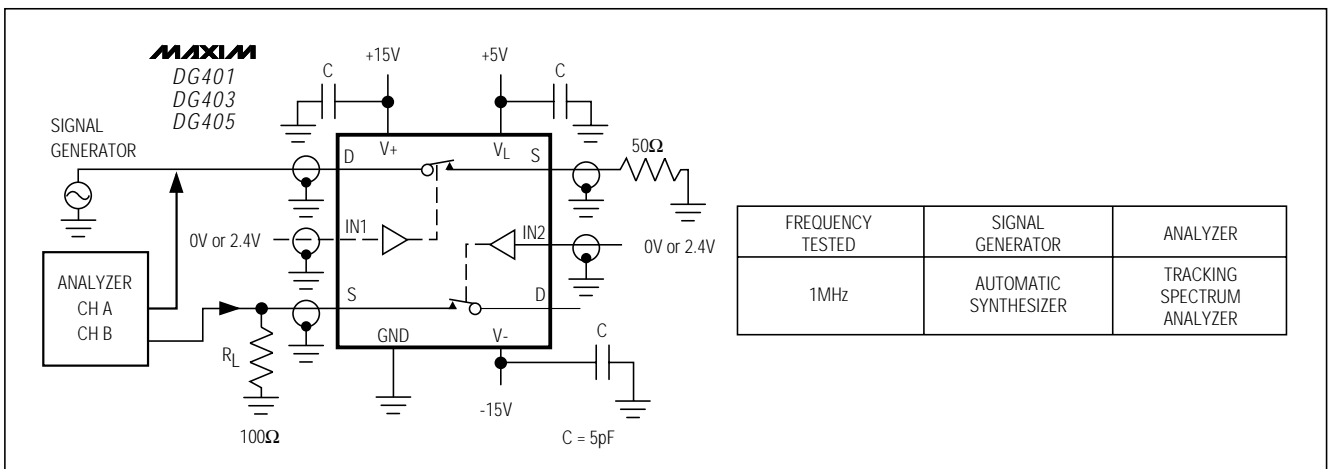 MAXIM
DG401
DG403
DG405
+15V
+5V
C
C
SIGNAL
GENERATOR
D
V+
VL
S
50Ω
IN1
IN2
0V or 2.4V
0V or 2.4V
ANALYZER
CH A
CH B
S
D
RL
GND
V-
C
-15V
100Ω
C = 5pF
FREQUENCY
TESTED
SIGNAL
GENERATOR
ANALYZER
1MHz
AUTOMATIC
SYNTHESIZER
TRACKING
SPECTRUM
ANALYZER